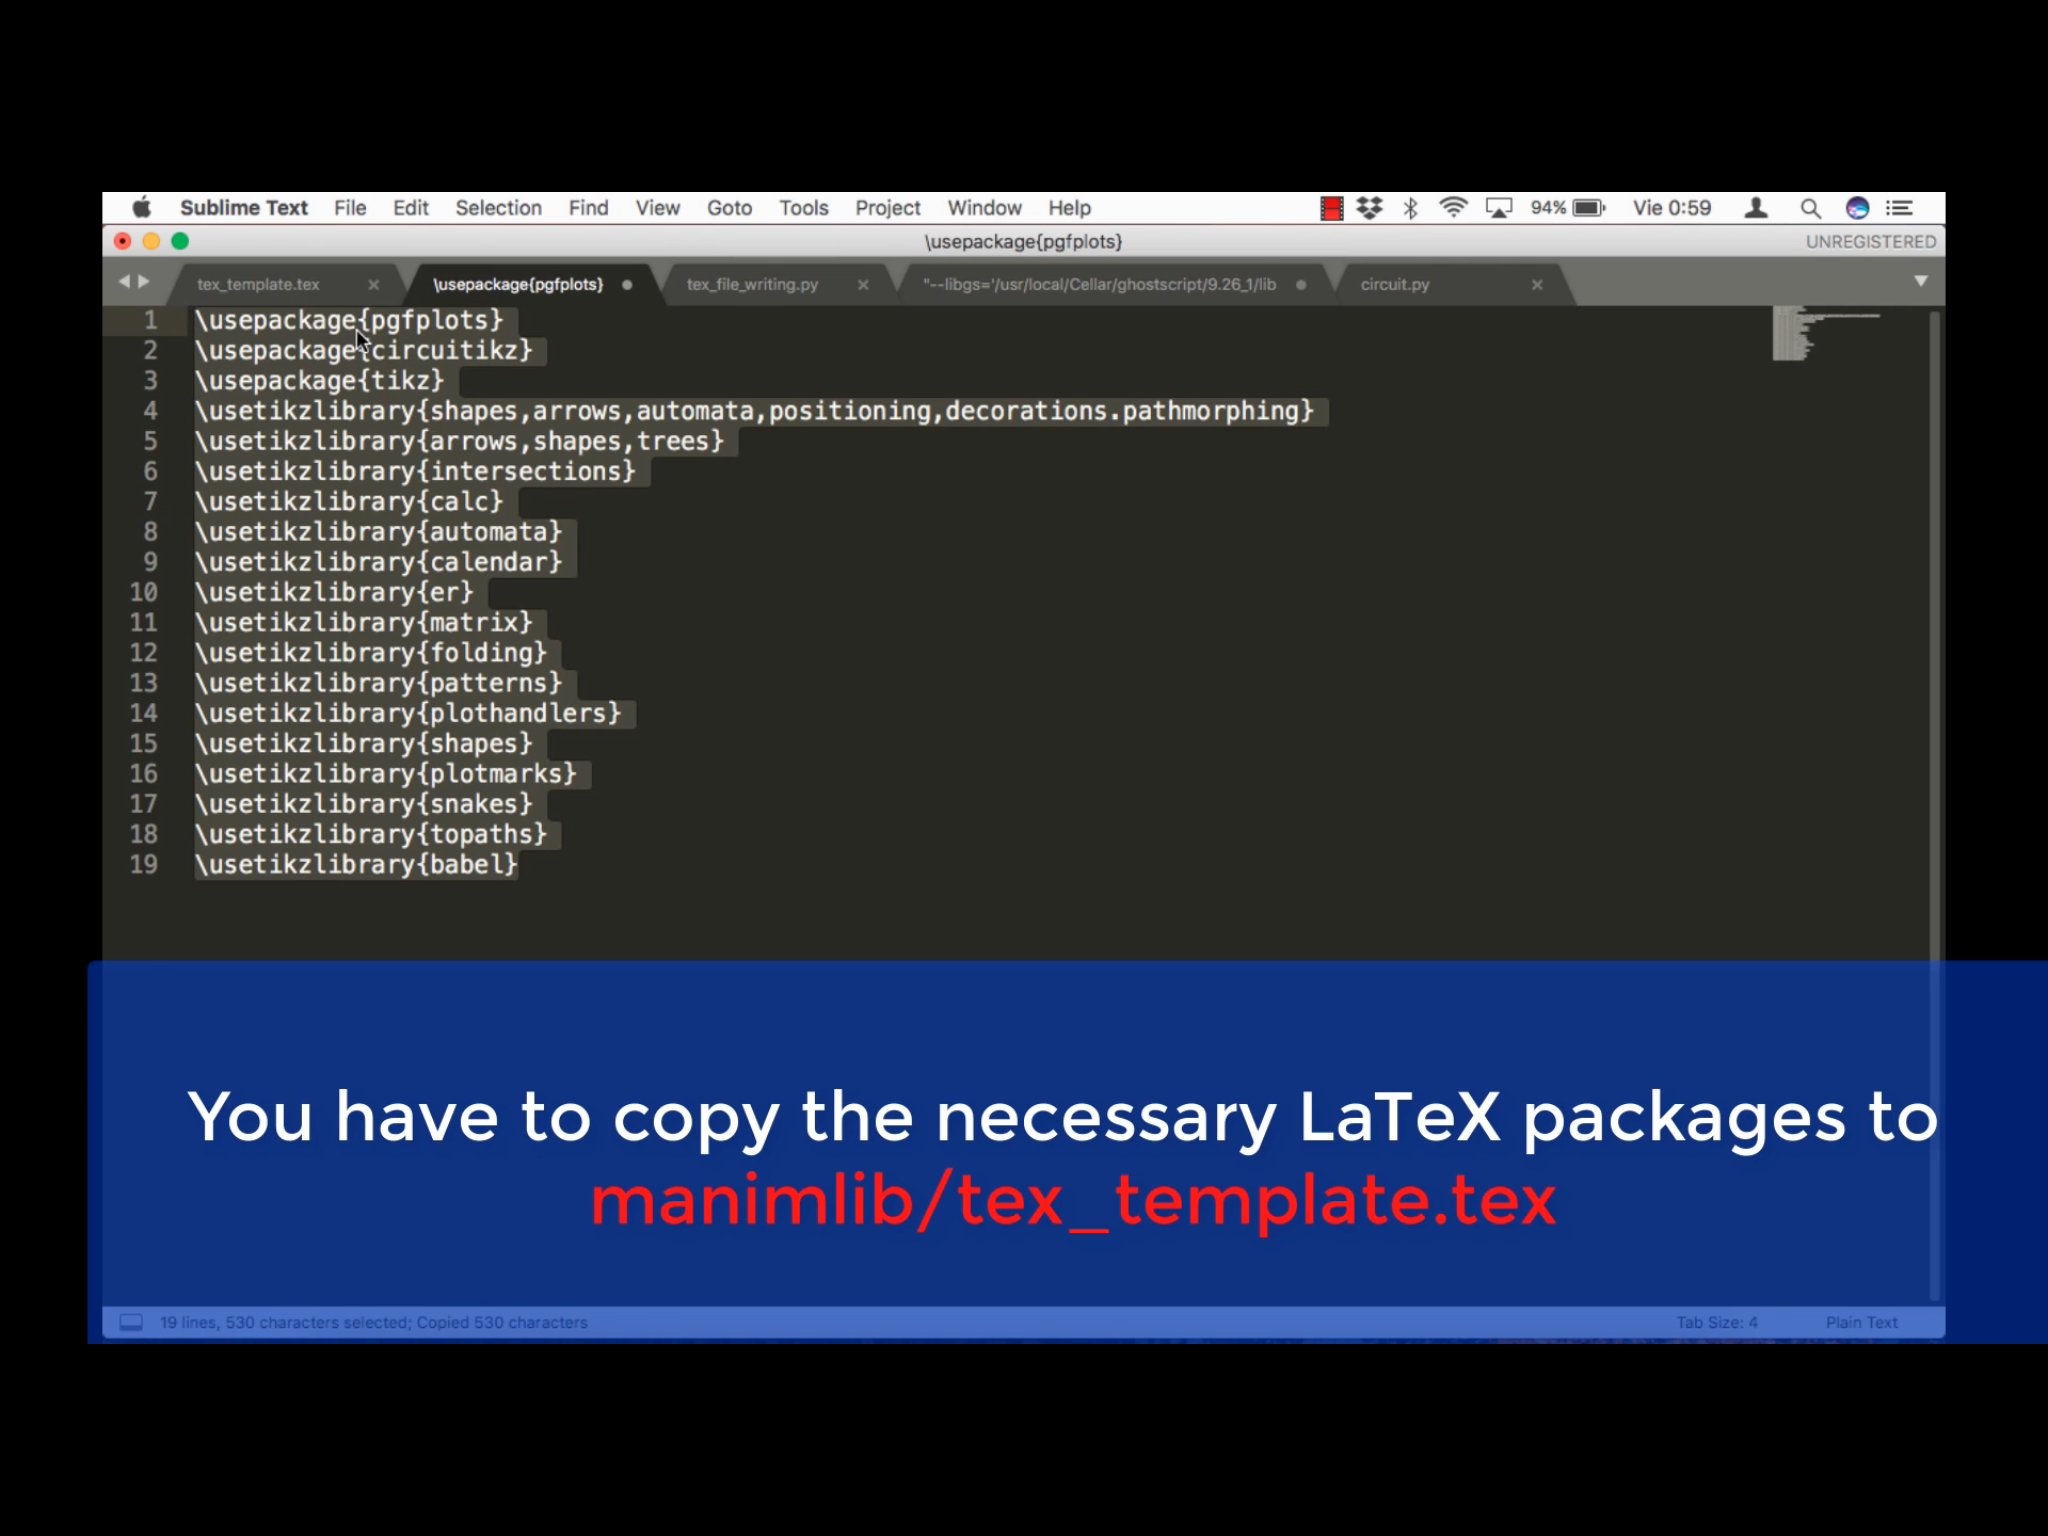 Sublime Text File Edit Selection Find View Goto Tools Project Window Help 94% Vie 0:59
\usepackage{pgfplots} UNREGISTERED
tex_template.tex \usepackage{pgfplots} tex_file_writing.py "--libgs='/usr/local/Cellar/ghostscript/9.26_1/lib circuit.py
1 \usepackage{pgfplots}
2 \usepackage{circuitikz}
3 \usepackage{tikz}
4 \usetikzlibrary{shapes,arrows,automata,positioning,decorations.pathmorphing}
5 \usetikzlibrary{arrows,shapes,trees}
6 \usetikzlibrary{intersections}
7 \usetikzlibrary{calc}
8 \usetikzlibrary{automata}
9 \usetikzlibrary{calendar}
10 \usetikzlibrary{er}
11 \usetikzlibrary{matrix}
12 \usetikzlibrary{folding}
13 \usetikzlibrary{patterns}
14 \usetikzlibrary{plothandlers}
15 \usetikzlibrary{shapes}
16 \usetikzlibrary{plotmarks}
17 \usetikzlibrary{snakes}
18 \usetikzlibrary{topaths}
19 \usetikzlibrary{babel}
You have to copy the necessary LaTeX packages to
manimlib/tex_template.tex
19 lines, 530 characters selected; Copied 530 characters Tab Size: 4 Plain Text